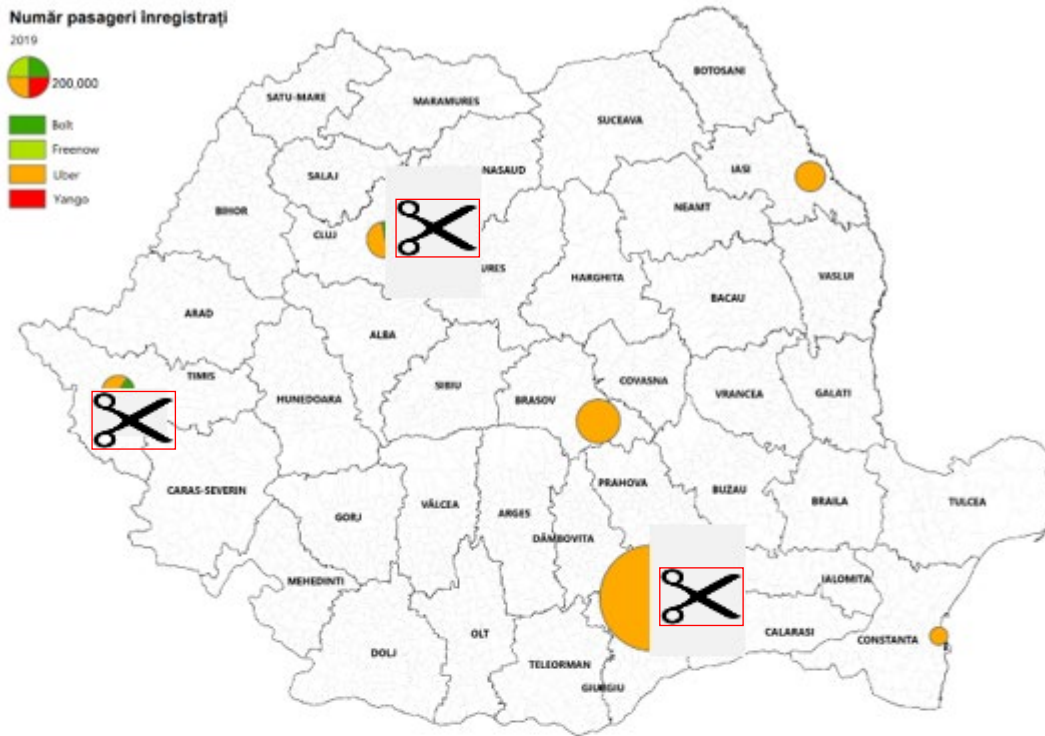 Număr pasageri înregistrați
2019
200,000
Bolt
Freenow
Uber
Yango
BOTOSANI
SATU-MARE
MARAMURES
SUCEAVA
SALAJ
NASAUD
IASI
BIHOR
NEAMT
CLUJ
URES
HARGHITA
VASLUI
BACAU
ARAD
ALBA
TIMIS
SIBIU
COVASNA
BRASOV
VRANCEA
GALATI
HUNEDOARA
CARAS-SEVERIN
PRAHOVA
BUZAU
BRAILA
TULCEA
VÂLCEA
ARGES
GORJ
DÂMBOVITA
MEHEDINTI
IALOMITA
OLT
CALARASI
CONSTANTA
DOLJ
TELEORMAN
GIURGIU